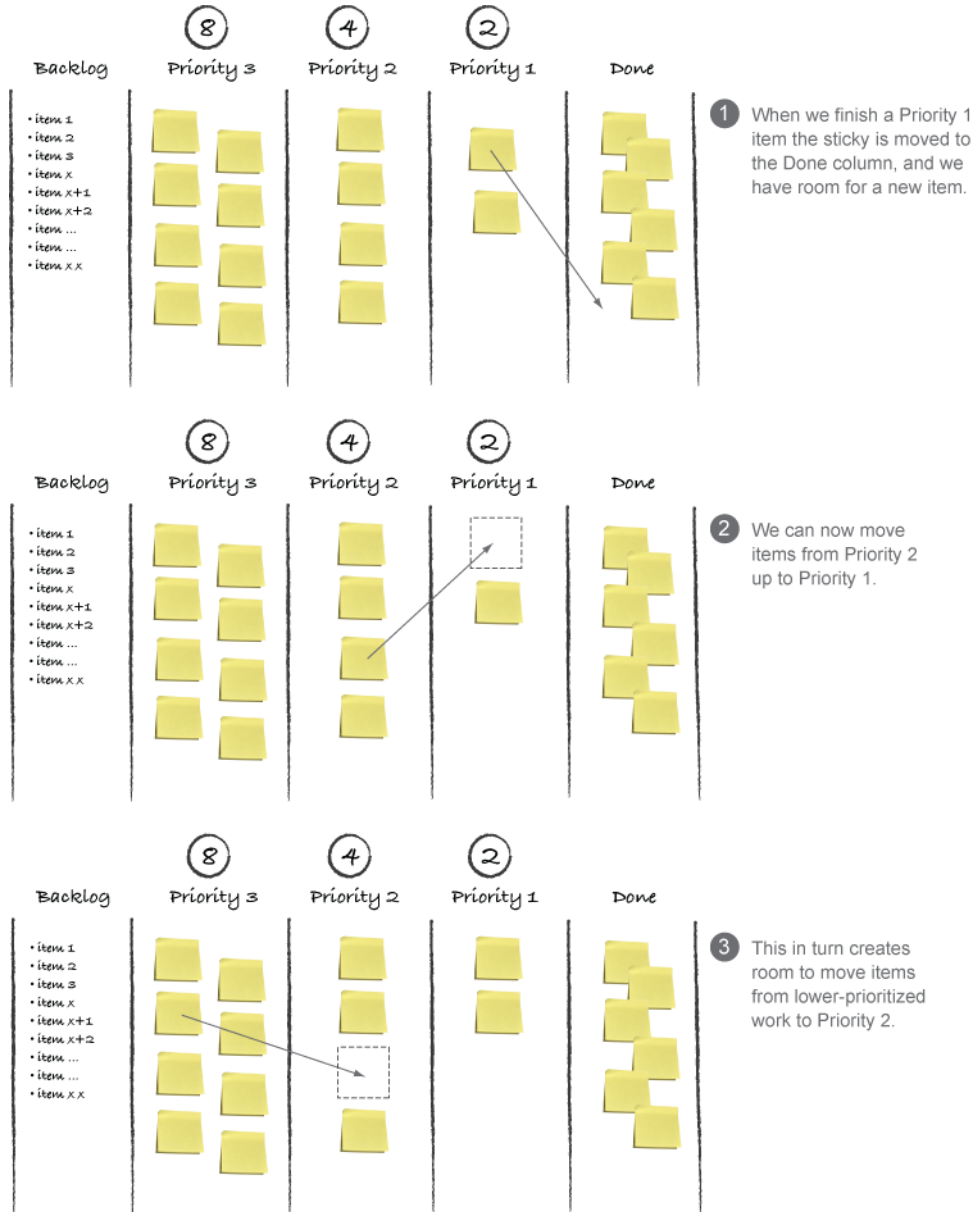 8 4 2
Backlog Priority 3 Priority 2 Priority 1 Done
• item 1
• item 2
• item 3
• item x
• item x+1
• item x+2
• item ...
• item ...
• item x x
1 When we finish a Priority 1
item the sticky is moved to
the Done column, and we
have room for a new item.
8 4 2
Backlog Priority 3 Priority 2 Priority 1 Done
• item 1
• item 2
• item 3
• item x
• item x+1
• item x+2
• item ...
• item ...
• item x x
2 We can now move
items from Priority 2
up to Priority 1.
8 4 2
Backlog Priority 3 Priority 2 Priority 1 Done
• item 1
• item 2
• item 3
• item x
• item x+1
• item x+2
• item ...
• item ...
• item x x
3 This in turn creates
room to move items
from lower-prioritized
work to Priority 2.